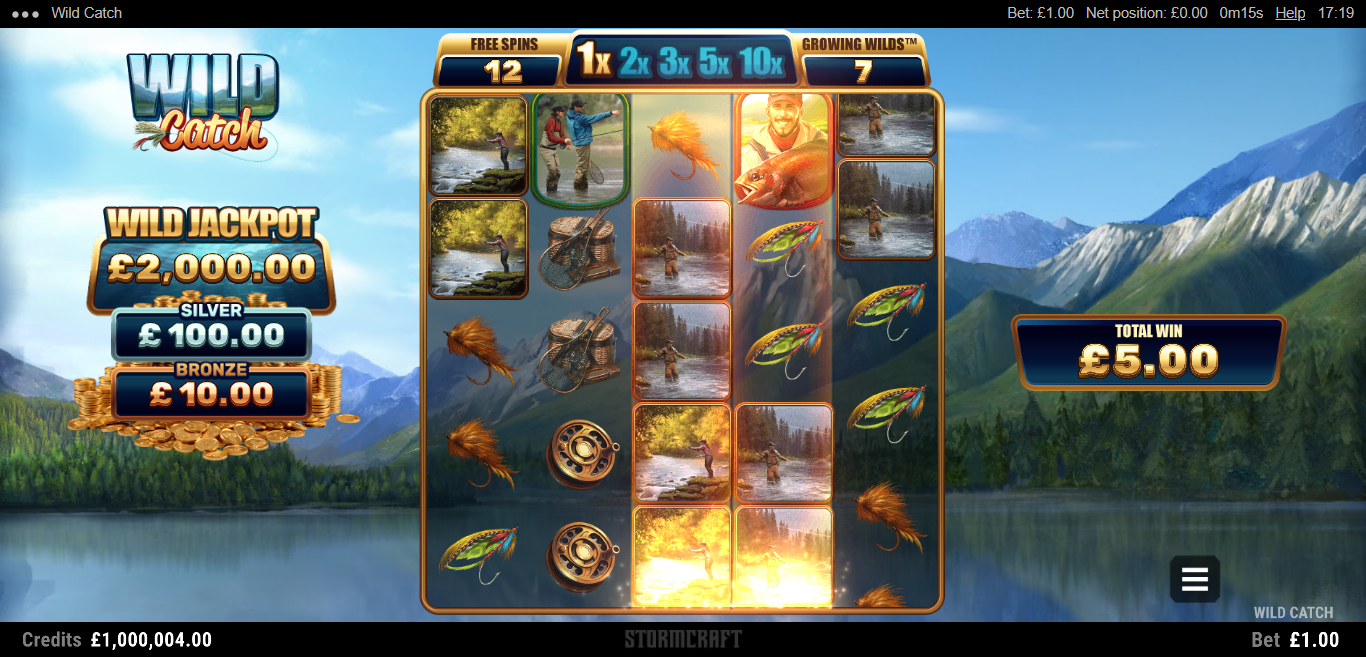 ••• Wild Catch
Bet: £1.00 Net position: £0.00 0m15s Help 17:19
FREE SPINS
12
1x 2x 3x 5x 10x
GROWING WILDS™
7
WILD
Catch
WILD JACKPOT
£2,000.00
SILVER
£100.00
BRONZE
£10.00
TOTAL WIN
£5.00
WILD CATCH
Credits £1,000,004.00
STORMCRAFT
Bet £1.00